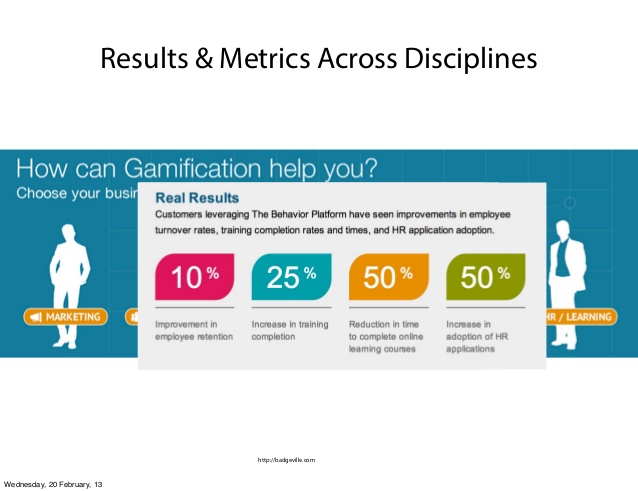 Results & Metrics Across Disciplines
How can Gamification help you?
Choose your
Real Results
Customers leveraging The Behavior Platform have seen improvements in employee
turnover rates, training completion rates and times, and HR application adoption.
10% 25% 50% 50%
MARKETING
HR / LEARNING
Improvement in
employee retention
Increase in training
completion
Reduction in time
to complete online
learning courses
Increase in
adoption of HR
applications
http://badgeville.com
Wednesday, 20 February, 13